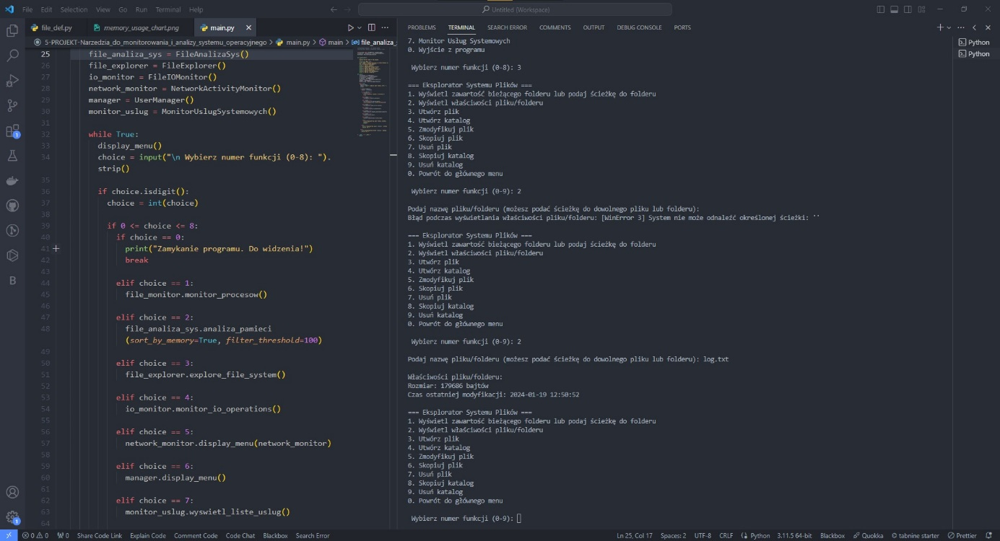 File Edit Selection View Go Run Terminal Help
Untitled (Workspace)
file_def.py
memory_usage_chart.png
main.py
5-PROJEKT-Narzedzia_do_monitorowania_i_analizy_systemu_operacyjnego > main.py > main > file_analiza_
25 file_analiza_sys = FileAnalizaSys()
26 file_explorer = FileExplorer()
27 io_monitor = FileIOMonitor()
28 network_monitor = NetworkActivityMonitor()
29 manager = UserManager()
30 monitor_uslug = MonitorUslugSystemowych()
31
32 while True:
33 display_menu()
34 choice = input("\n Wybierz numer funkcji (0-8): ").
strip()
35
36 if choice.isdigit():
37 choice = int(choice)
38
39 if 0 <= choice <= 8:
40 if choice == 0:
41 print("Zamykanie programu. Do widzenia!")
42 break
43
44 elif choice == 1:
45 file_monitor.monitor_procesow()
46
47 elif choice == 2:
48 file_analiza_sys.analiza_pamieci
(sort_by_memory=True, filter_threshold=100)
49
50 elif choice == 3:
51 file_explorer.explore_file_system()
52
53 elif choice == 4:
54 io_monitor.monitor_io_operations()
55
56 elif choice == 5:
57 network_monitor.display_menu(network_monitor)
58
59 elif choice == 6:
60 manager.display_menu()
61
62 elif choice == 7:
63 monitor_uslug.wyswietl_liste_uslug()
64
PROBLEMS TERMINAL SEARCH ERROR COMMENTS OUTPUT DEBUG CONSOLE PORTS
Python
Python
7. Monitor Usług Systemowych
0. Wyjście z programu
Wybierz numer funkcji (0-8): 3
=== Eksplorator Systemu Plików ===
1. Wyświetl zawartość bieżącego folderu lub podaj ścieżkę do folderu
2. Wyświetl właściwości pliku/folderu
3. Utwórz plik
4. Utwórz katalog
5. Zmodyfikuj plik
6. Skopiuj plik
7. Usuń plik
8. Skopiuj katalog
9. Usuń katalog
0. Powrót do głównego menu
Wybierz numer funkcji (0-9): 2
Podaj nazwę pliku/folderu (możesz podać ścieżkę do dowolnego pliku lub folderu):
Błąd podczas wyświetlania właściwości pliku/folderu: [WinError 3] System nie może odnaleźć określonej ścieżki: ''
=== Eksplorator Systemu Plików ===
1. Wyświetl zawartość bieżącego folderu lub podaj ścieżkę do folderu
2. Wyświetl właściwości pliku/folderu
3. Utwórz plik
4. Utwórz katalog
5. Zmodyfikuj plik
6. Skopiuj plik
7. Usuń plik
8. Skopiuj katalog
9. Usuń katalog
0. Powrót do głównego menu
Wybierz numer funkcji (0-9): 2
Podaj nazwę pliku/folderu (możesz podać ścieżkę do dowolnego pliku lub folderu): log.txt
Właściwości pliku/folderu:
Rozmiar: 179686 bajtów
Czas ostatniej modyfikacji: 2024-01-19 12:50:52
=== Eksplorator Systemu Plików ===
1. Wyświetl zawartość bieżącego folderu lub podaj ścieżkę do folderu
2. Wyświetl właściwości pliku/folderu
3. Utwórz plik
4. Utwórz katalog
5. Zmodyfikuj plik
6. Skopiuj plik
7. Usuń plik
8. Skopiuj katalog
9. Usuń katalog
0. Powrót do głównego menu
Wybierz numer funkcji (0-9):
0 0 0 Share Code Link Explain Code Comment Code Code Chat Blackbox Search Error
Ln 25, Col 17 Spaces: 2 UTF-8 CRLF Python 3.11.5 64-bit Blackbox Quokka tabnine starter Prettier